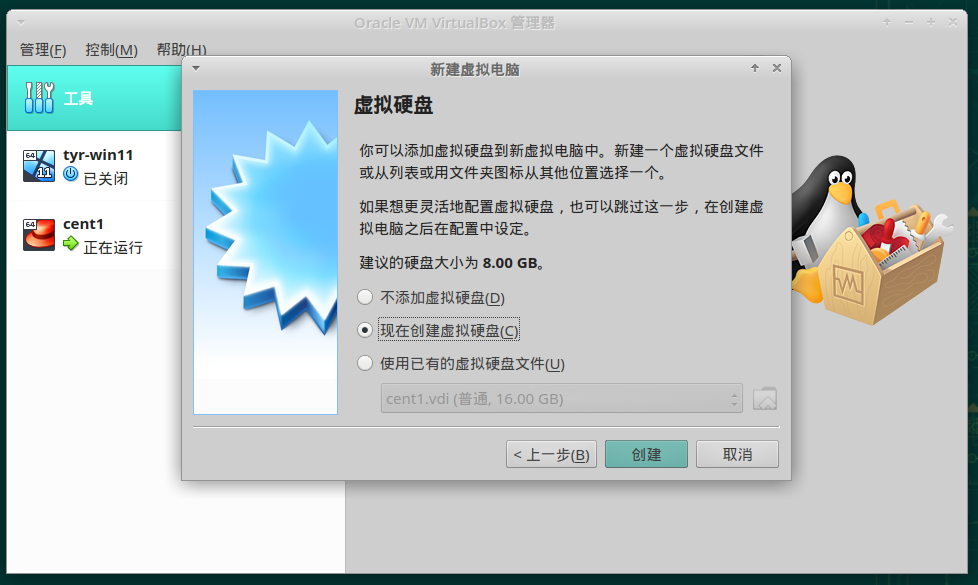 Oracle VM VirtualBox 管理器
管理(F) 控制(M) 帮助(H)
新建虚拟电脑
工具
虚拟硬盘
64
11
tyr-win11
已关闭
64
cent1
正在运行
你可以添加虚拟硬盘到新虚拟电脑中。新建一个虚拟硬盘文件
或从列表或用文件夹图标从其他位置选择一个。
如果想更灵活地配置虚拟硬盘，也可以跳过这一步，在创建虚
拟电脑之后在配置中设定。
建议的硬盘大小为 8.00 GB。
不添加虚拟硬盘(D)
现在创建虚拟硬盘(C)
使用已有的虚拟硬盘文件(U)
cent1.vdi (普通, 16.00 GB)
< 上一步(B) 创建 取消